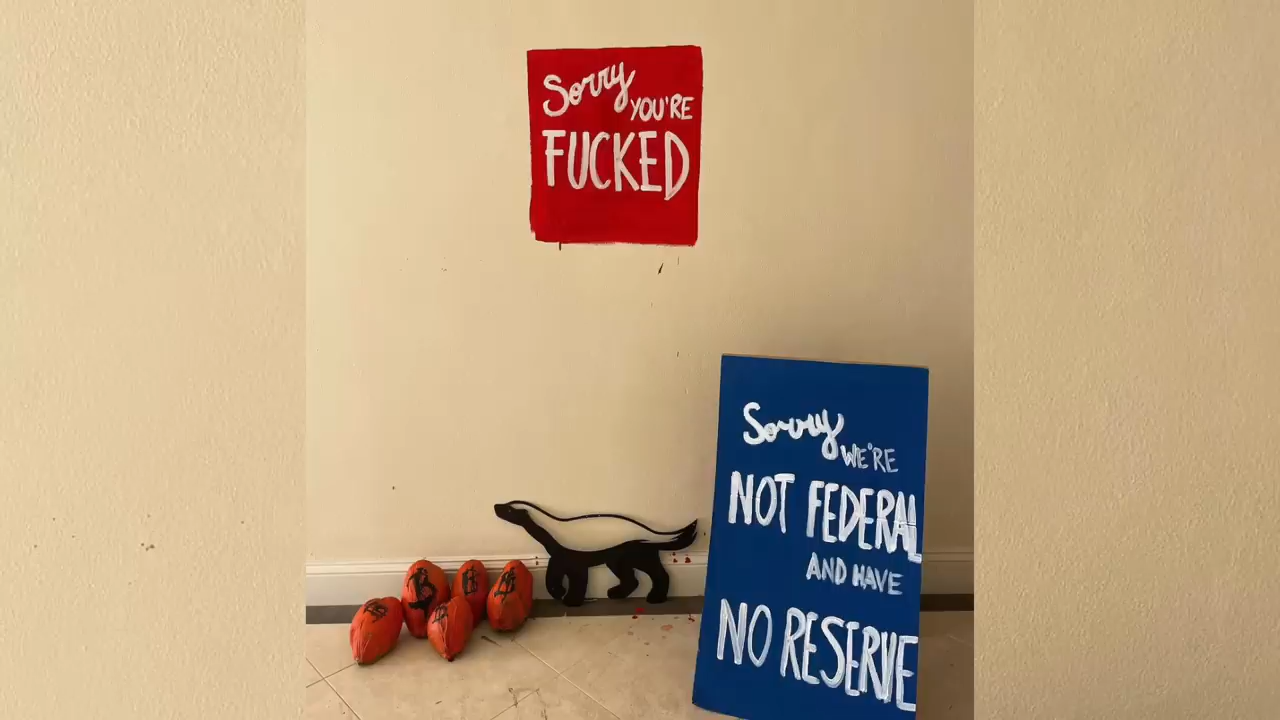 Sorry
YOU'RE
FUCKED
Sorry
WE'RE
NOT FEDERAL
AND HAVE
NO RESERVE